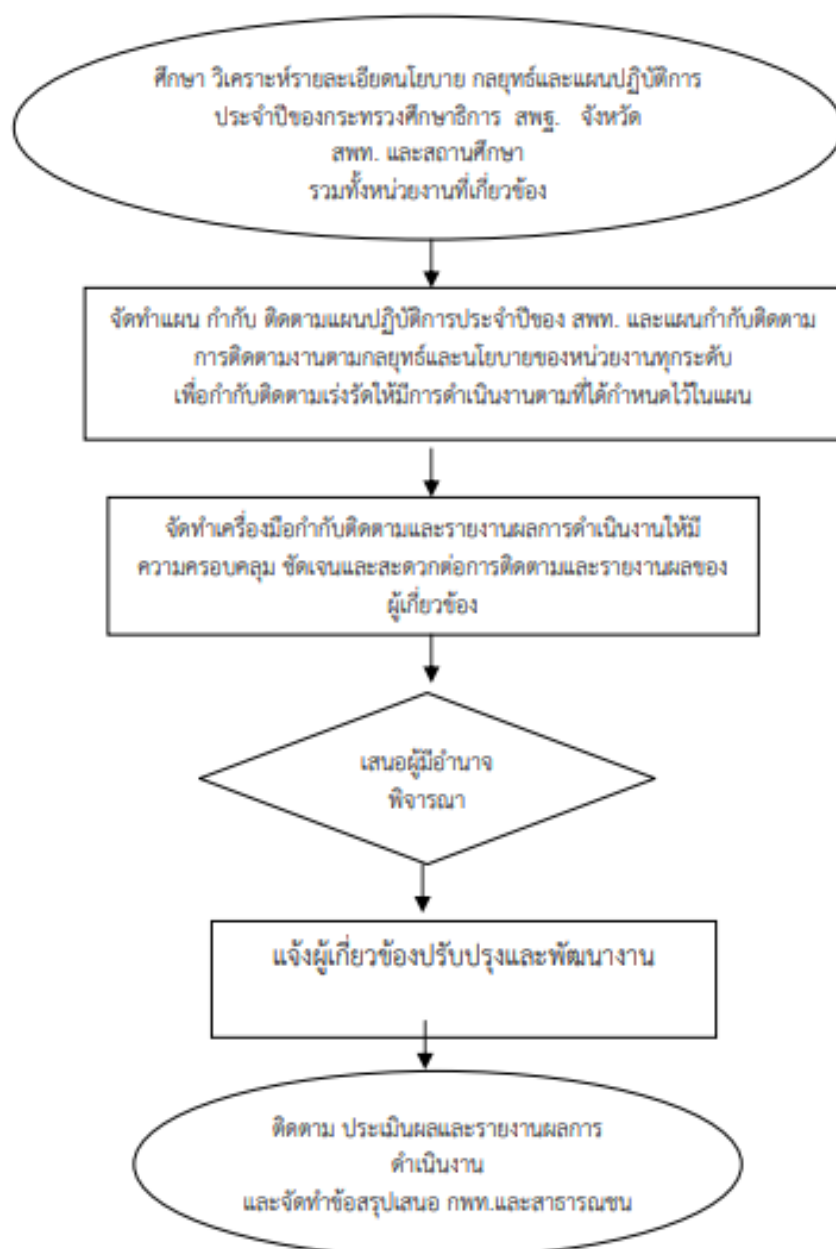 ศึกษา วิเคราะห์รายละเอียดนโยบาย กลยุทธ์และแผนปฏิบัติการ
ประจำปีของกระทรวงศึกษาธิการ สพฐ. จังหวัด
สพท. และสถานศึกษา
รวมทั้งหน่วยงานที่เกี่ยวข้อง
จัดทำแผน กำกับ ติดตามแผนปฏิบัติการประจำปีของ สพท. และแผนกำกับติดตาม
การติดตามงานตามกลยุทธ์และนโยบายของหน่วยงานทุกระดับ
เพื่อกำกับติดตามเร่งรัดให้มีการดำเนินงานตามที่ได้กำหนดไว้ในแผน
จัดทำเครื่องมือกำกับติดตามและรายงานผลการดำเนินงานให้มี
ความครอบคลุม ชัดเจนและสะดวกต่อการติดตามและรายงานผลของ
ผู้เกี่ยวข้อง
เสนอผู้มีอำนาจ
พิจารณา
แจ้งผู้เกี่ยวข้องปรับปรุงและพัฒนางาน
ติดตาม ประเมินผลและรายงานผลการ
ดำเนินงาน
และจัดทำข้อสรุปเสนอ กพท.และสาธารณชน